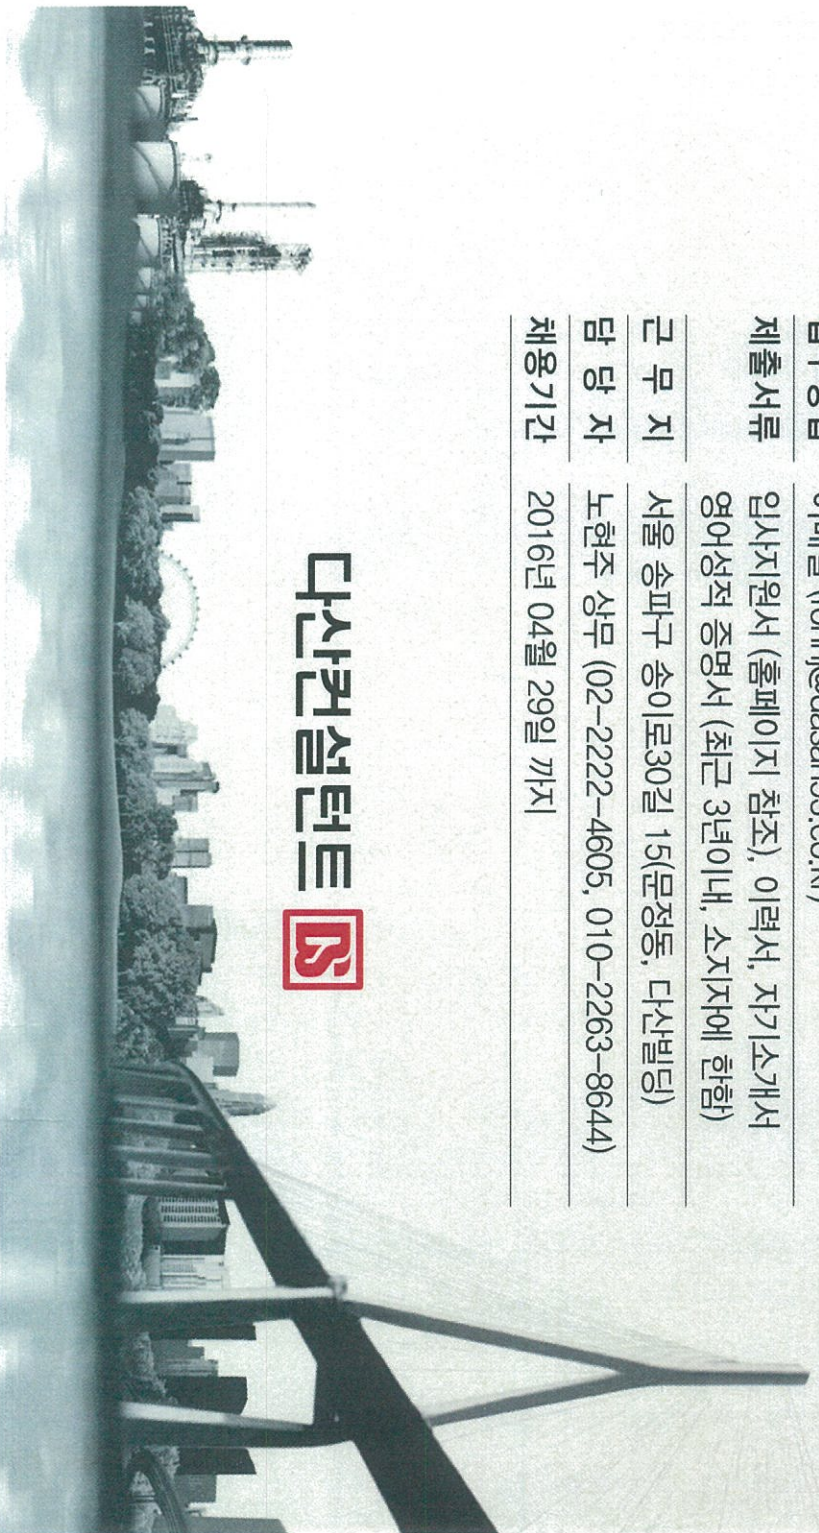 제출서류 입사지원서 (홈페이지 참조), 이력서, 자기소개서
영어성적 증명서 (최근 3년이내, 소지자에 한함)
근 무 지 서울 송파구 송이로30길 15(문정동, 다산빌딩)
담 당 자 노현주 상무 (02-2222-4605, 010-2263-8644)
채용기간 2016년 04월 29일 까지
다산컨설턴트 DS